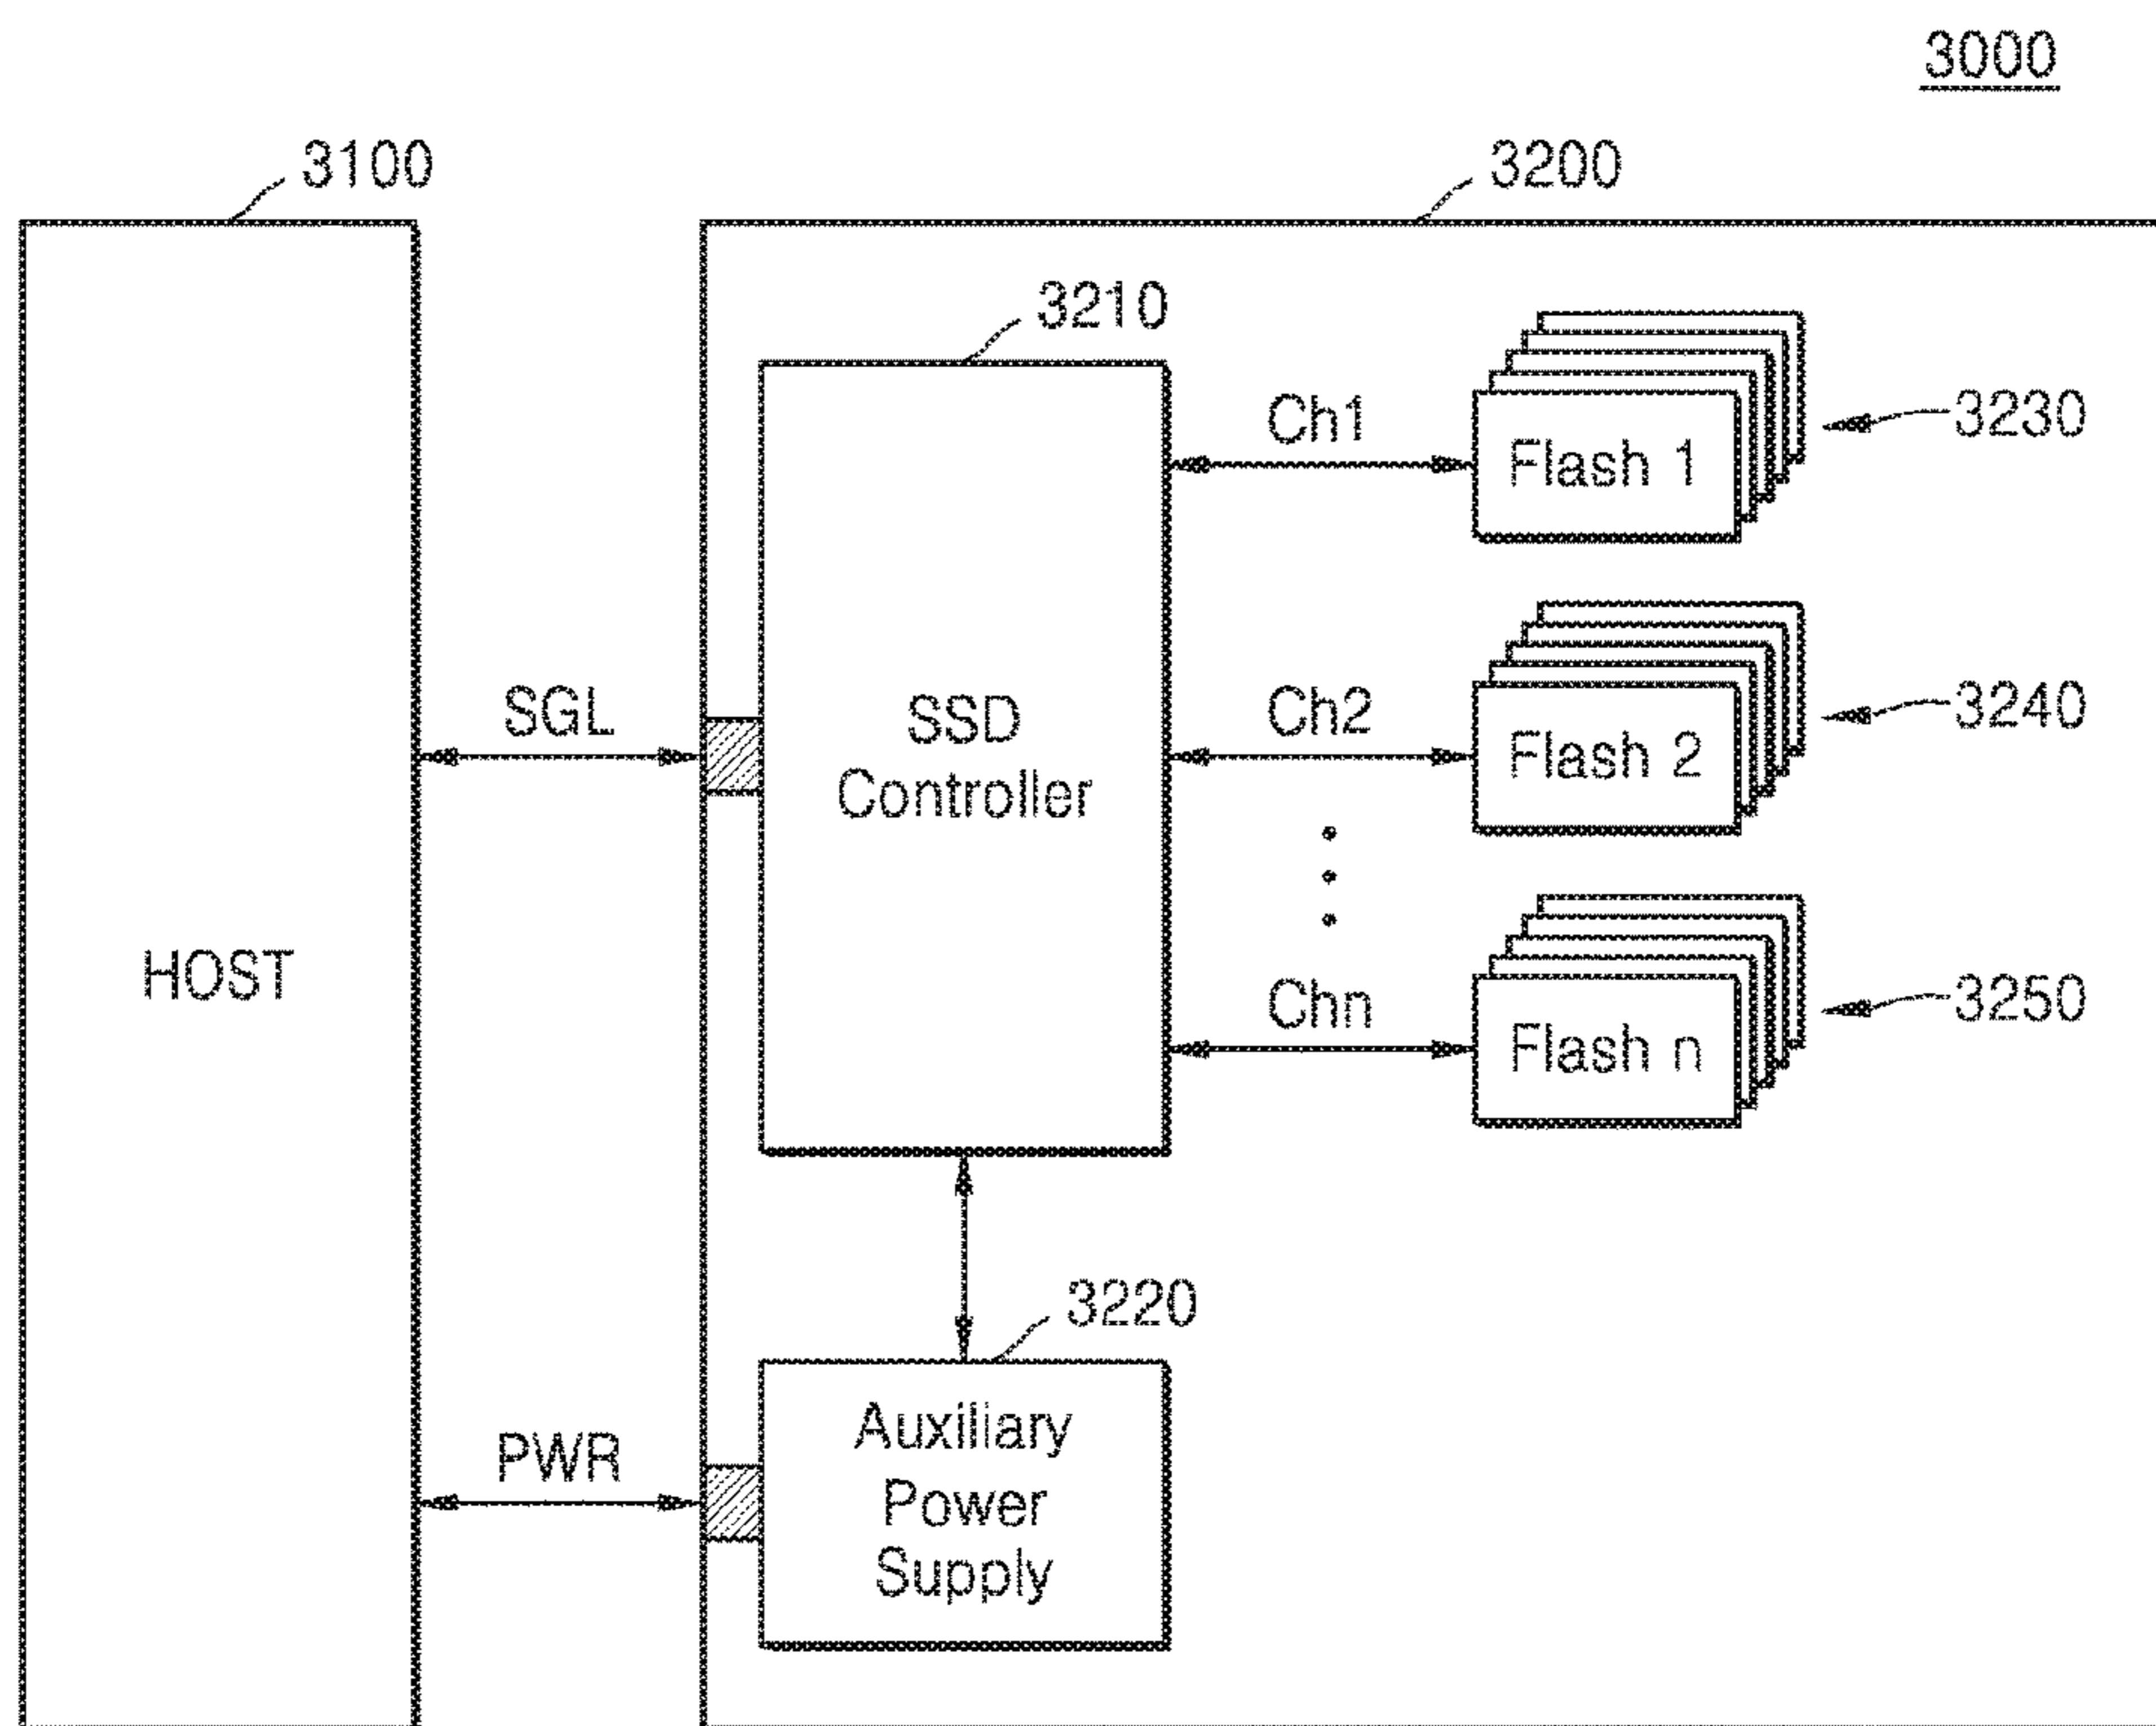 3000
3100
3200
3210
Ch1
Flash 1
3230
SGL
SSD
Controller
Ch2
Flash 2
3240
HOST
Chn
Flash n
3250
3220
PWR
Auxiliary
Power
Supply